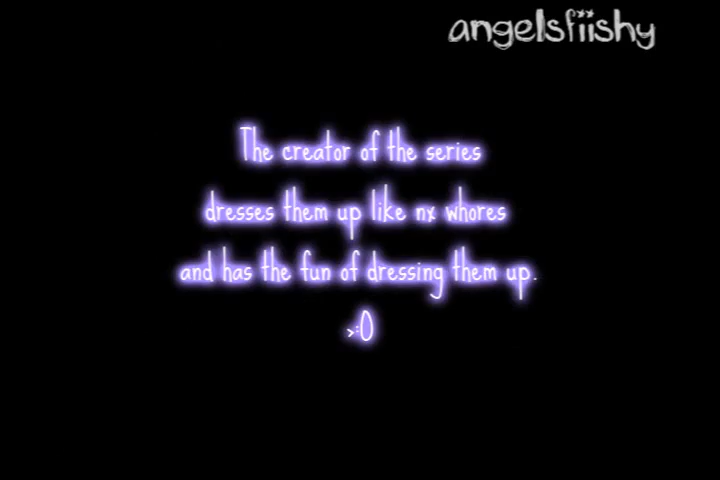 angelsfiishy
The creator of the series
dresses them up like nx whores
and has the fun of dressing them up.
>:O